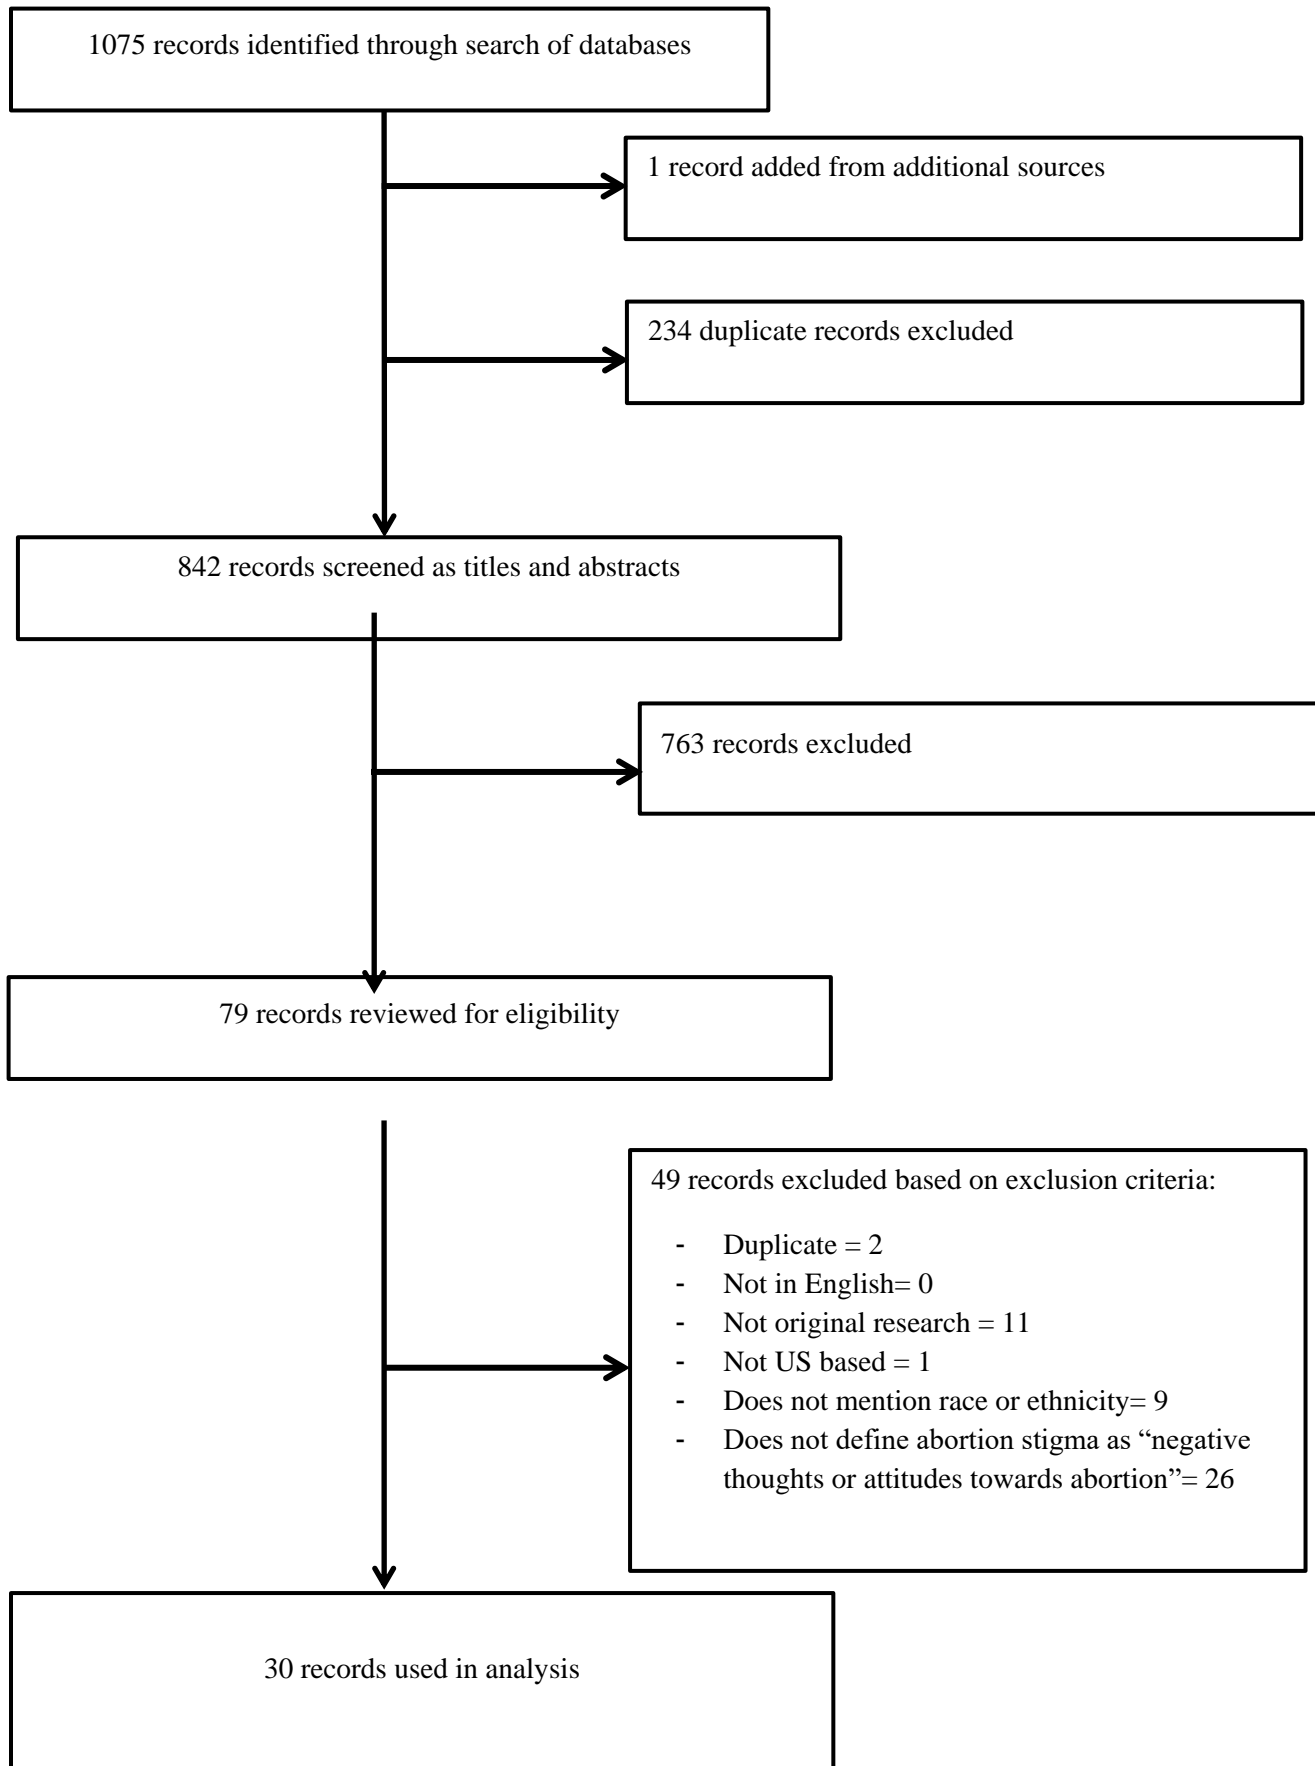 1075 records identified through search of databases
1 record added from additional sources
234 duplicate records excluded
842 records screened as titles and abstracts
763 records excluded
79 records reviewed for eligibility
49 records excluded based on exclusion criteria:
- Duplicate = 2
- Not in English= 0
- Not original research = 11
- Not US based = 1
- Does not mention race or ethnicity= 9
- Does not define abortion stigma as “negative
thoughts or attitudes towards abortion”= 26
30 records used in analysis